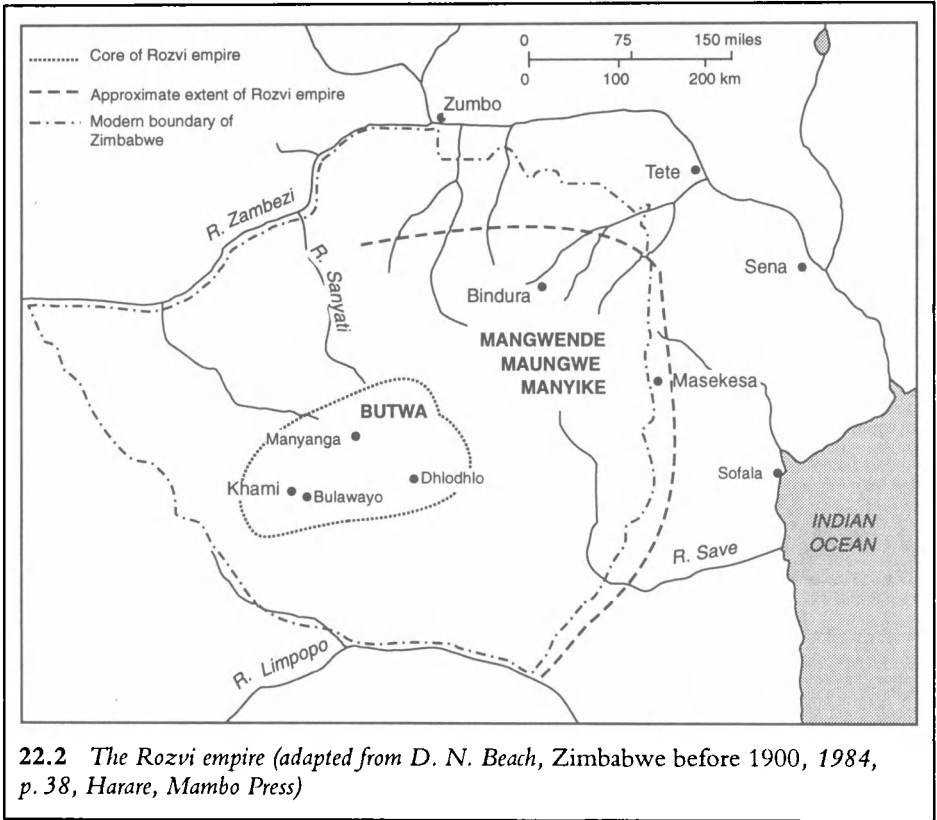 Core of Rozvi empire
Approximate extent of Rozvi empire
Modern boundary of
Zimbabwe
0 75 150 miles
0 100 200 km
Zumbo
Tete
R. Zambezi
R. Sanyati
Sena
Bindura
MANGWENDE
MAUNGWE
MANYIKE
Masekesa
BUTWA
Manyanga
Dhlodhlo
Khami
Bulawayo
Sofala
INDIAN
OCEAN
R. Save
R. Limpopo
22.2 The Rozvi empire (adapted from D. N. Beach, Zimbabwe before 1900, 1984,
p. 38, Harare, Mambo Press)